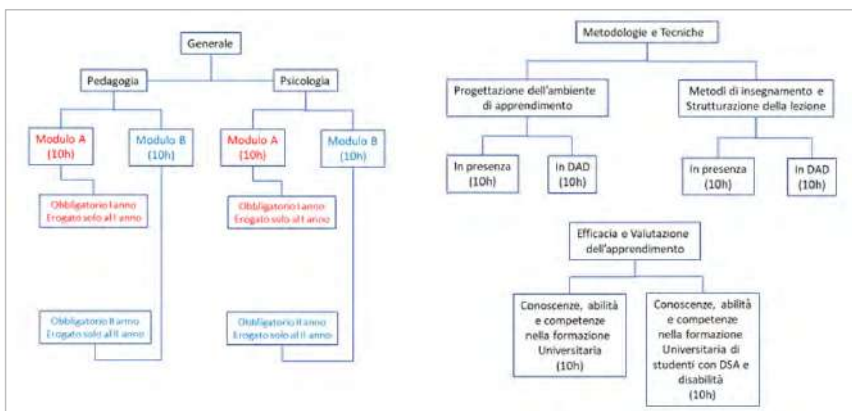 Generale
Pedagogia
Psicologia
Modulo A
(10h)
Modulo B
(10h)
Modulo A
(10h)
Modulo B
(10h)
Obbligatorio I anno
Erogato solo al I anno
Obbligatorio I anno
Erogato solo al I anno
Obbligatorio II anno
Erogato solo al II anno
Obbligatorio II anno
Erogato solo al II anno
Metodologie e Tecniche
Progettazione dell'ambiente
di apprendimento
Metodi di insegnamento e
Strutturazione della lezione
In presenza
(10h)
In DAD
(10h)
In presenza
(10h)
In DAD
(10h)
Efficacia e Valutazione
dell'apprendimento
Conoscenze, abilità
e competenze
nella formazione
Universitaria
(10h)
Conoscenze, abilità
e competenze
nella formazione
Universitaria di
studenti con DSA e
disabilità
(10h)